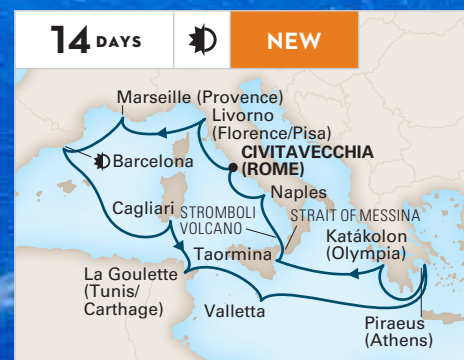 14 DAYS
NEW
Marseille (Provence)
Livorno
(Florence/Pisa)
Barcelona
CIVITAVECCHIA
(ROME)
Naples
Cagliari
STROMBOLI
VOLCANO
STRAIT OF MESSINA
Katákolon
(Olympia)
Taormina
La Goulette
(Tunis/
Carthage)
Valletta
Piraeus
(Athens)